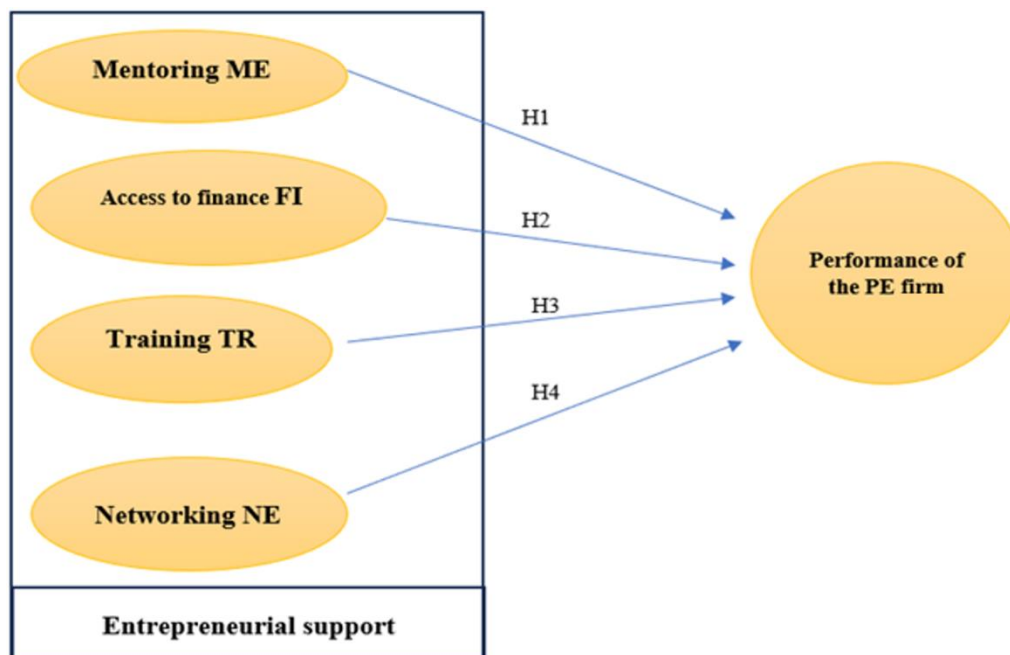 Mentoring ME
H1
Access to finance FI
H2
Performance of
the PE firm
H3
Training TR
H4
Networking NE
Entrepreneurial support